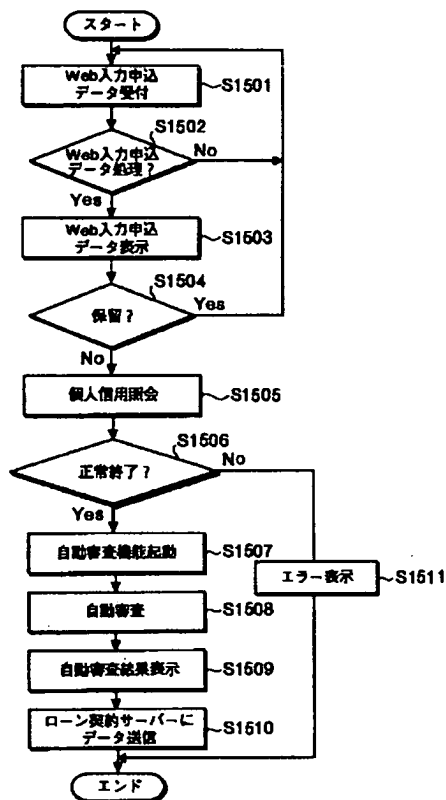 スタート
Web入力申込
データ受付
S1501
S1502
Web入力申込
データ処理？
No
Yes
Web入力申込
データ表示
S1503
S1504
保留？
Yes
No
個人信用照会
S1505
S1506
正常終了？
No
Yes
自動審査機能起動
S1507
エラー表示
S1511
自動審査
S1508
自動審査結果表示
S1509
ローン契約サーバーに
データ送信
S1510
エンド